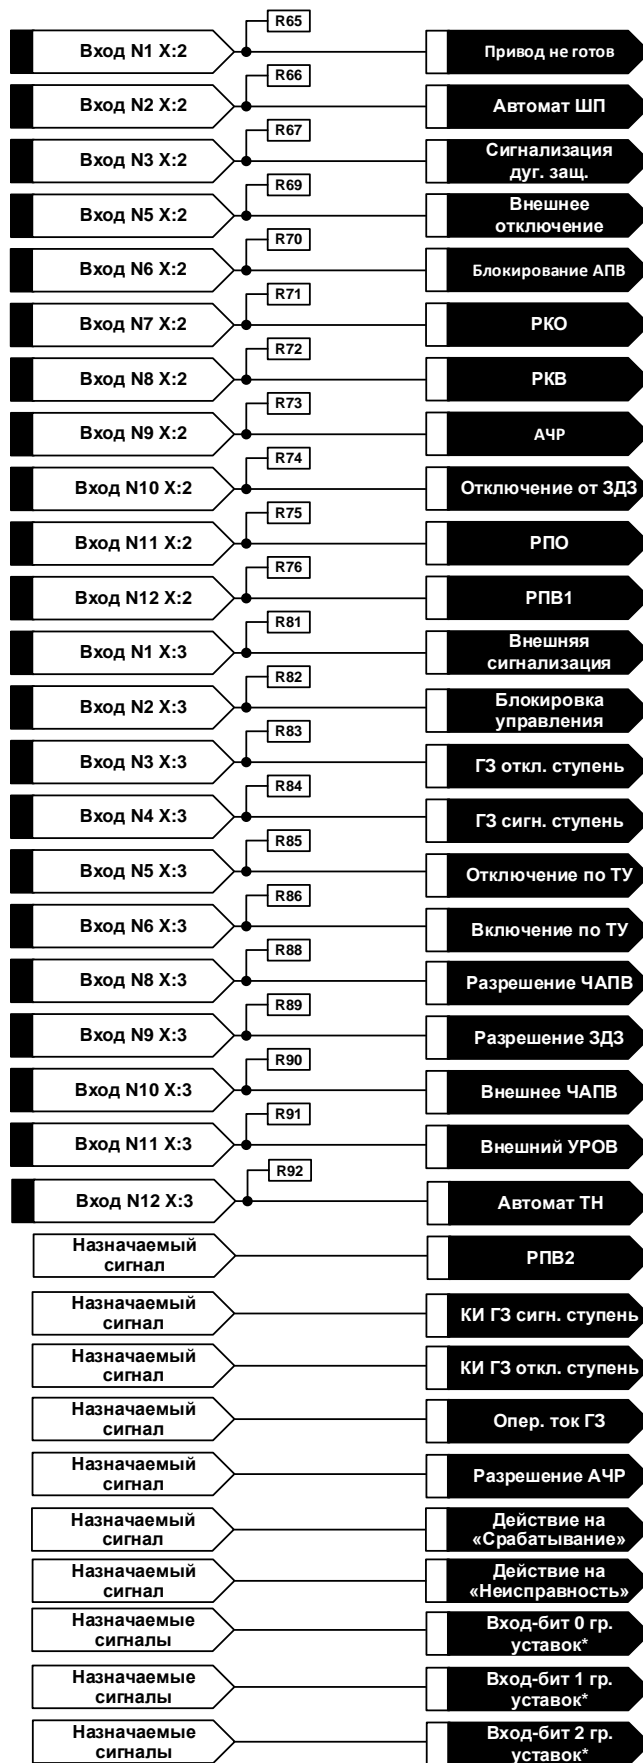 R65
Вход N1 X:2
Привод не готов
R66
Вход N2 X:2
Автомат ШП
R67
Вход N3 X:2
Сигнализация
дуг. защ.
R69
Вход N5 X:2
Внешнее
отключение
R70
Вход N6 X:2
Блокирование АПВ
R71
Вход N7 X:2
РКО
R72
Вход N8 X:2
РКВ
R73
Вход N9 X:2
АЧР
R74
Вход N10 X:2
Отключение от ЗДЗ
R75
Вход N11 X:2
РПО
R76
Вход N12 X:2
РПВ1
R81
Вход N1 X:3
Внешняя
сигнализация
R82
Вход N2 X:3
Блокировка
управления
R83
Вход N3 X:3
ГЗ откл. ступень
R84
Вход N4 X:3
ГЗ сигн. ступень
R85
Вход N5 X:3
Отключение по ТУ
R86
Вход N6 X:3
Включение по ТУ
R88
Вход N8 X:3
Разрешение ЧАПВ
R89
Вход N9 X:3
Разрешение ЗДЗ
R90
Вход N10 X:3
Внешнее ЧАПВ
R91
Вход N11 X:3
Внешний УРОВ
R92
Вход N12 X:3
Автомат ТН
Назначаемый
сигнал
РПВ2
Назначаемый
сигнал
КИ ГЗ сигн. ступень
Назначаемый
сигнал
КИ ГЗ откл. ступень
Назначаемый
сигнал
Опер. ток ГЗ
Назначаемый
сигнал
Разрешение АЧР
Назначаемый
сигнал
Действие на
«Срабатывание»
Назначаемый
сигнал
Действие на
«Неисправность»
Назначаемые
сигналы
Вход-бит 0 гр.
уставок*
Назначаемые
сигналы
Вход-бит 1 гр.
уставок*
Назначаемые
сигналы
Вход-бит 2 гр.
уставок*